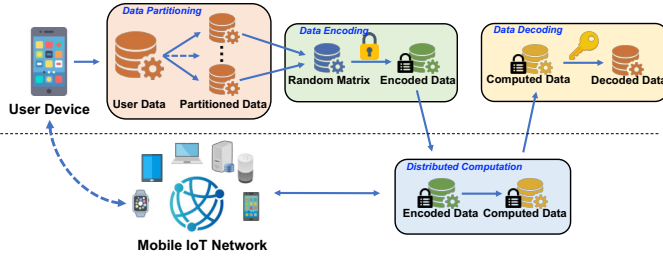 Data Partitioning
User Data
Partitioned Data
Data Encoding
Random Matrix
Encoded Data
Data Decoding
Computed Data
Decoded Data
User Device
Mobile IoT Network
Distributed Computation
Encoded Data
Computed Data